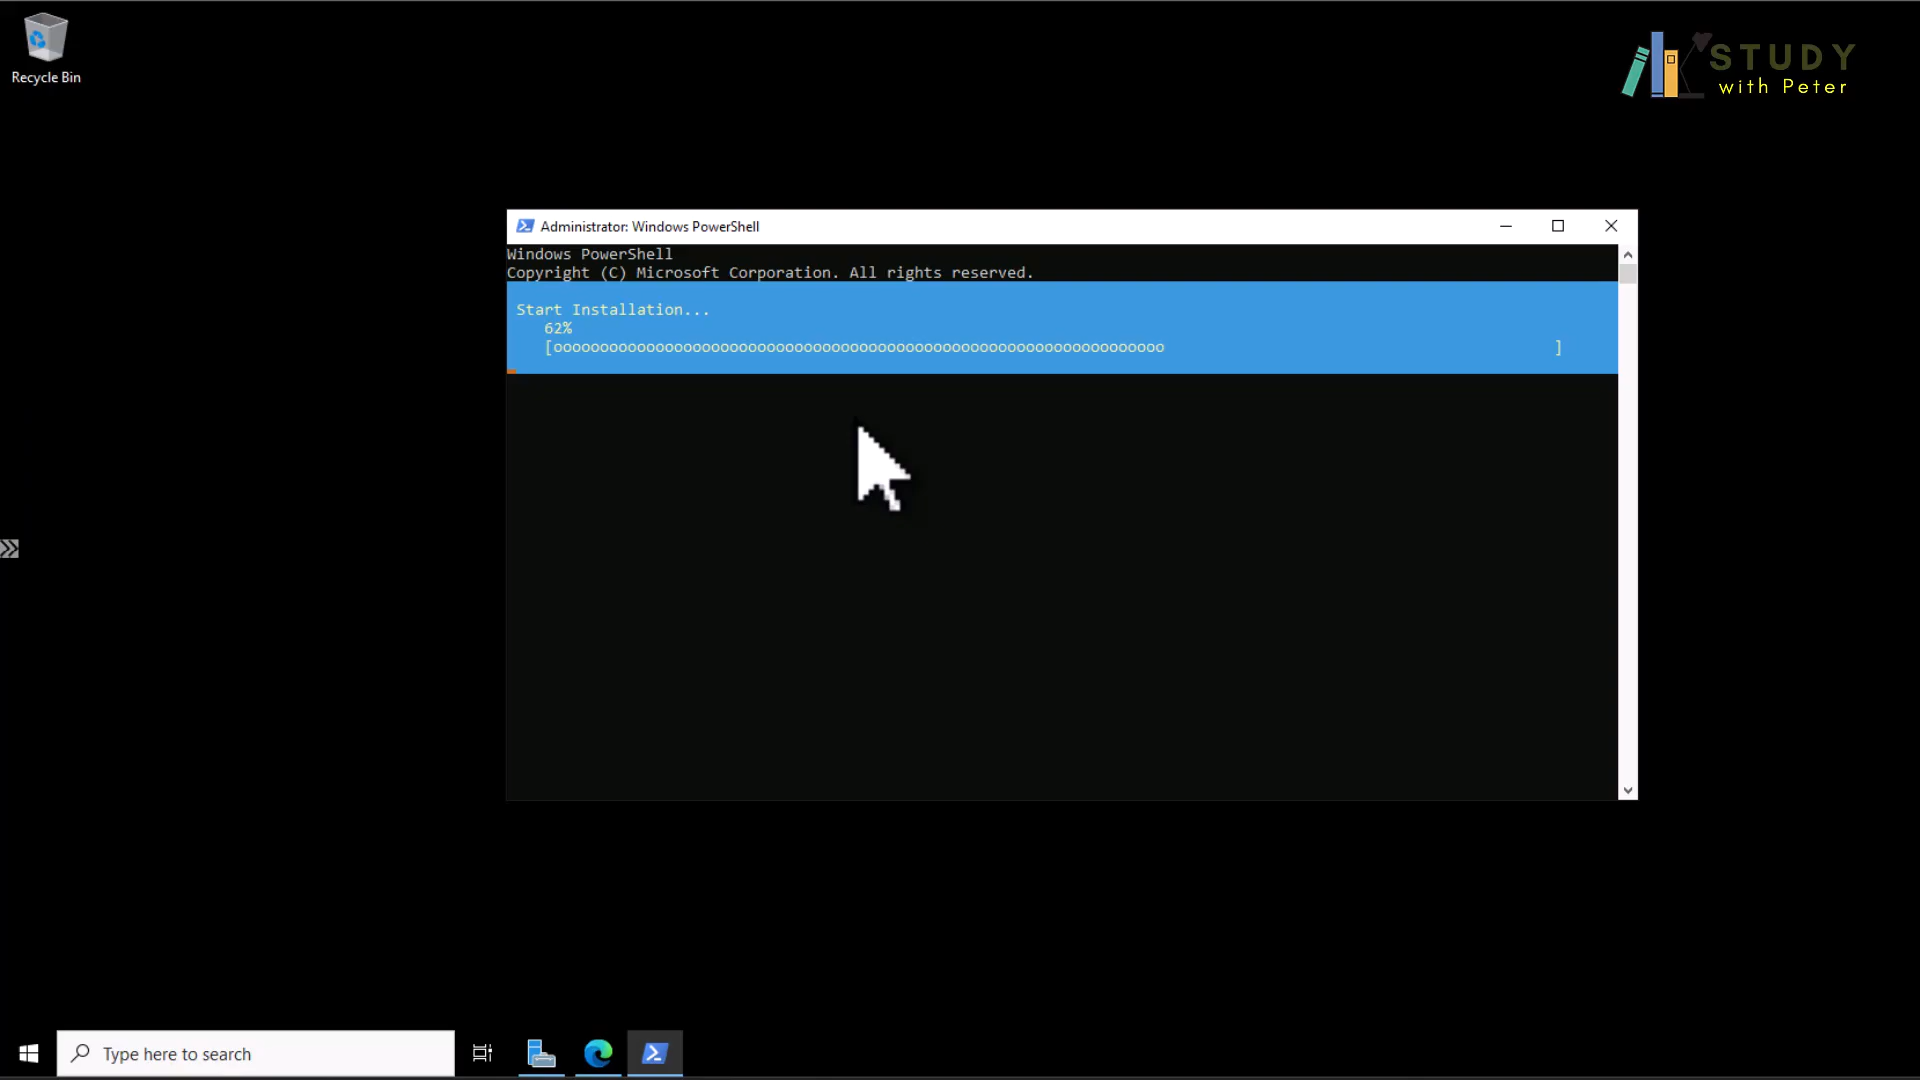 Recycle Bin
STUDY
with Peter
Administrator: Windows PowerShell
Windows PowerShell
Copyright (C) Microsoft Corporation. All rights reserved.
Start Installation...
62%
[oooooooooooooooooooooooooooooooooooooooooooooooooooooooooooooooooo                                          ]
Type here to search